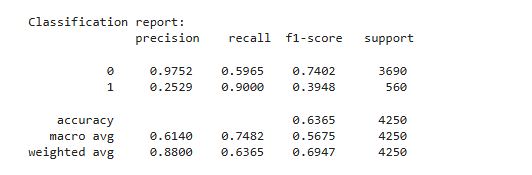 Classification report:
precision recall f1-score support
0 0.9752 0.5965 0.7402 3690
1 0.2529 0.9000 0.3948 560
accuracy 0.6365 4250
macro avg 0.6140 0.7482 0.5675 4250
weighted avg 0.8800 0.6365 0.6947 4250